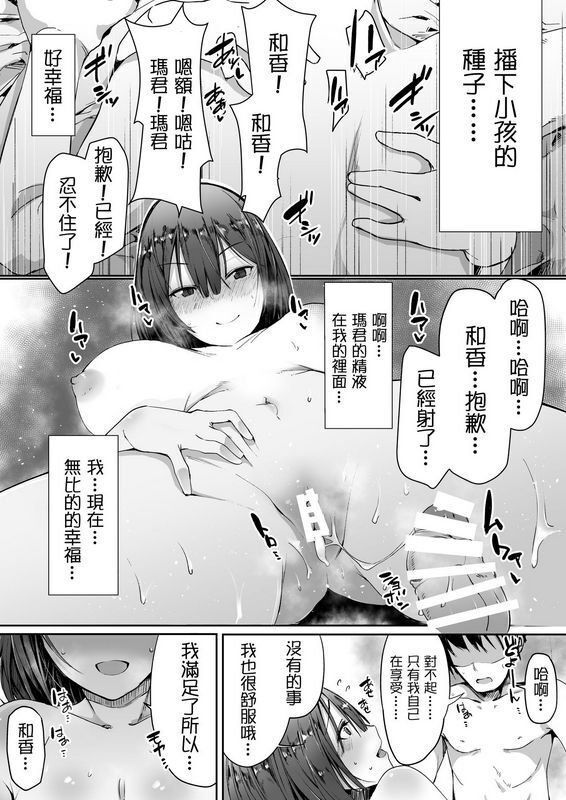 播下小孩的
種子……
和香！
和香！
嗯額！嗯咕！
瑪君！瑪君
好幸福…
抱歉！已經！
忍不住了！
哈啊…哈啊…
和香…抱歉…
已經射了…
啊啊…
瑪君的精液
在我的裡面…
我…現在…
無比的的幸福…
哈啊…
對不起……
只有我自己
在享受……
沒有的事
我也很舒服哦…
我滿足了所以…
和香…